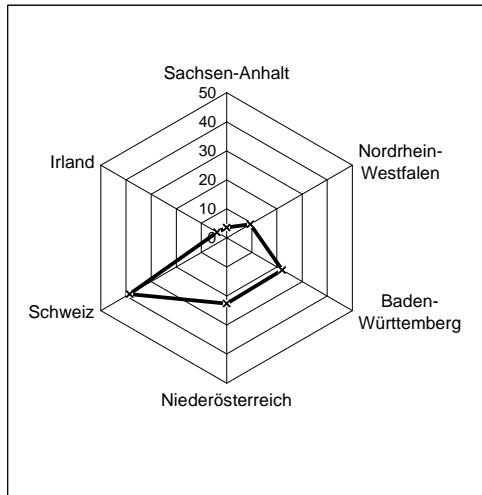 Sachsen-Anhalt
50
40
30
20
10
0
Nordrhein-
Westfalen
Baden-
Württemberg
Niederösterreich
Schweiz
Irland